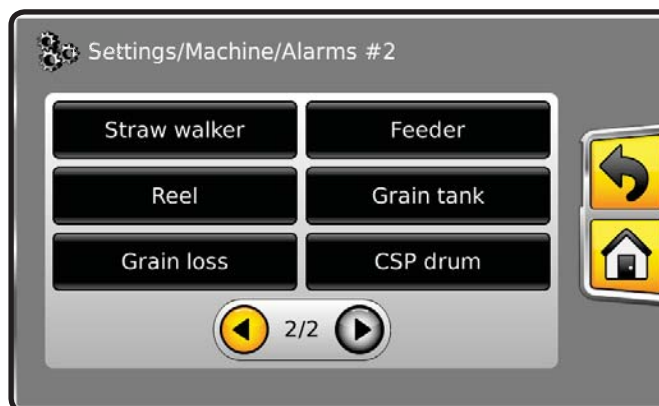 Settings/Machine/Alarms #2
Straw walker Feeder
Reel Grain tank
Grain loss CSP drum
2/2